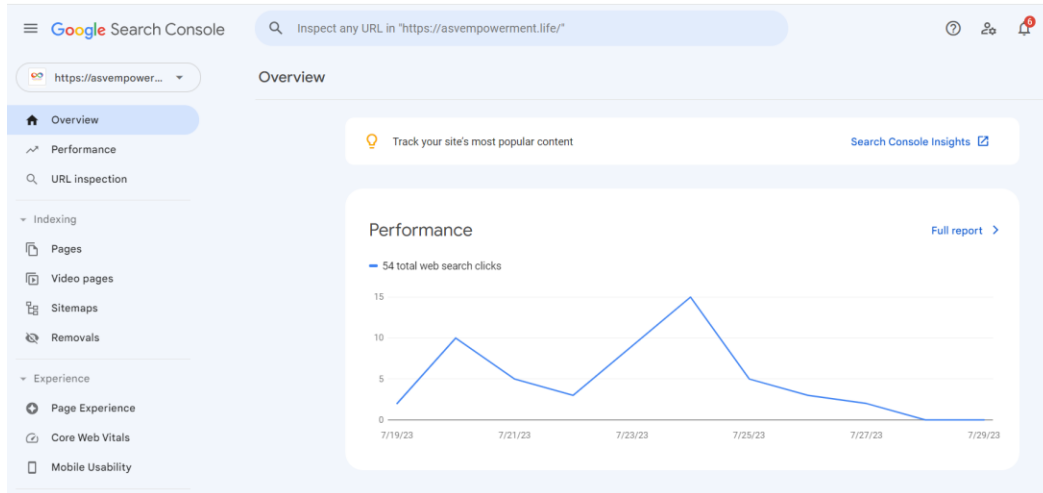 Google Search Console
Inspect any URL in "https://asvempowerment.life/"
6
https://asvempower...
Overview
Overview
Performance
URL inspection
Indexing
Pages
Video pages
Sitemaps
Removals
Experience
Page Experience
Core Web Vitals
Mobile Usability
Track your site's most popular content
Search Console Insights
Performance
Full report
54 total web search clicks
15
10
5
0
7/19/23 7/21/23 7/23/23 7/25/23 7/27/23 7/29/23